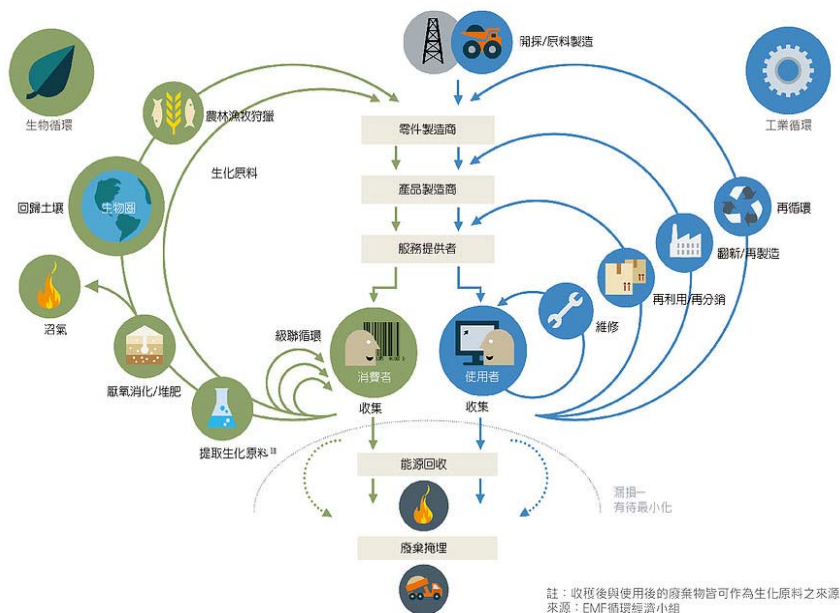 開採/原料製造
生物循環
工業循環
農林漁牧狩獵
零件製造商
生化原料
產品製造商
回歸土壤
生物圈
再循環
服務提供者
翻新/再製造
沼氣
再利用/再分銷
級聯循環
維修
厭氧消化/堆肥
消費者
使用者
收集
收集
提取生化原料
能源回收
漏損—
有待最小化
廢棄掩埋
註：收穫後與使用後的廢棄物皆可作為生化原料之來源
來源：EMF循環經濟小組